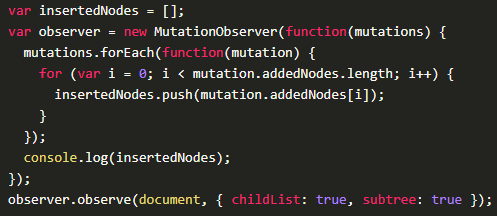 var insertedNodes = [];
var observer = new MutationObserver(function(mutations) {
  mutations.forEach(function(mutation) {
    for (var i = 0; i < mutation.addedNodes.length; i++) {
      insertedNodes.push(mutation.addedNodes[i]);
    }
  });
  console.log(insertedNodes);
});
observer.observe(document, { childList: true, subtree: true });